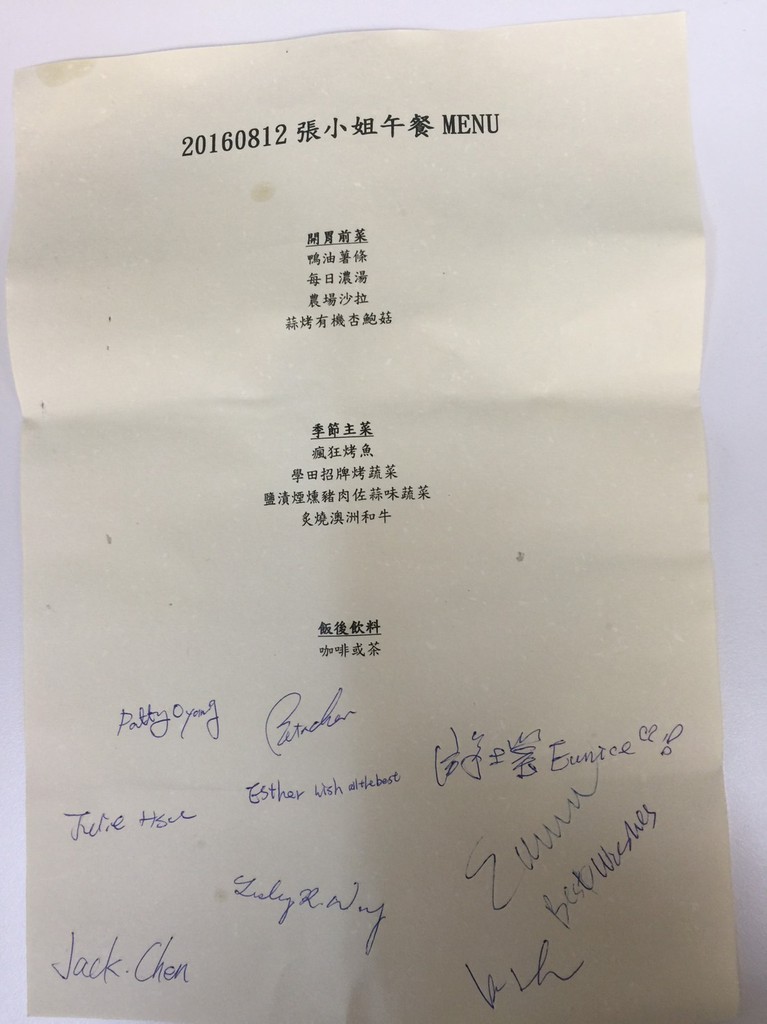 20160812 張小姐午餐 MENU
開胃前菜
鴨油薯條
每日濃湯
農場沙拉
蒜烤有機杏鮑菇
季節主菜
瘋狂烤魚
學田招牌烤蔬菜
鹽漬煙燻豬肉佐蒜味蔬菜
炙燒澳洲和牛
飯後飲料
咖啡或茶
Patty Oyang
Eunice
Esther wish all the best
Julie Hsu
Best Wishes
Jack. Chen